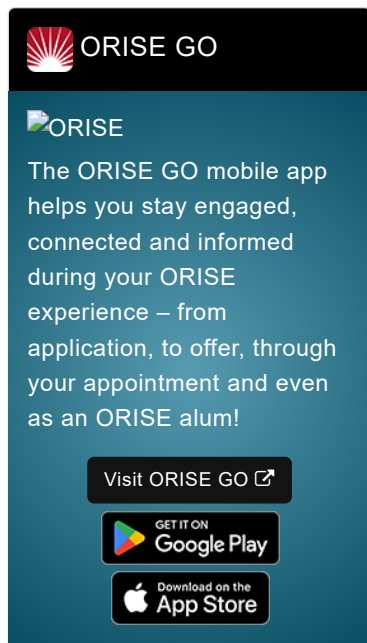 ORISE GO
ORISE
The ORISE GO mobile app
helps you stay engaged,
connected and informed
during your ORISE
experience – from
application, to offer, through
your appointment and even
as an ORISE alum!
Visit ORISE GO
GET IT ON
Google Play
Download on the
App Store